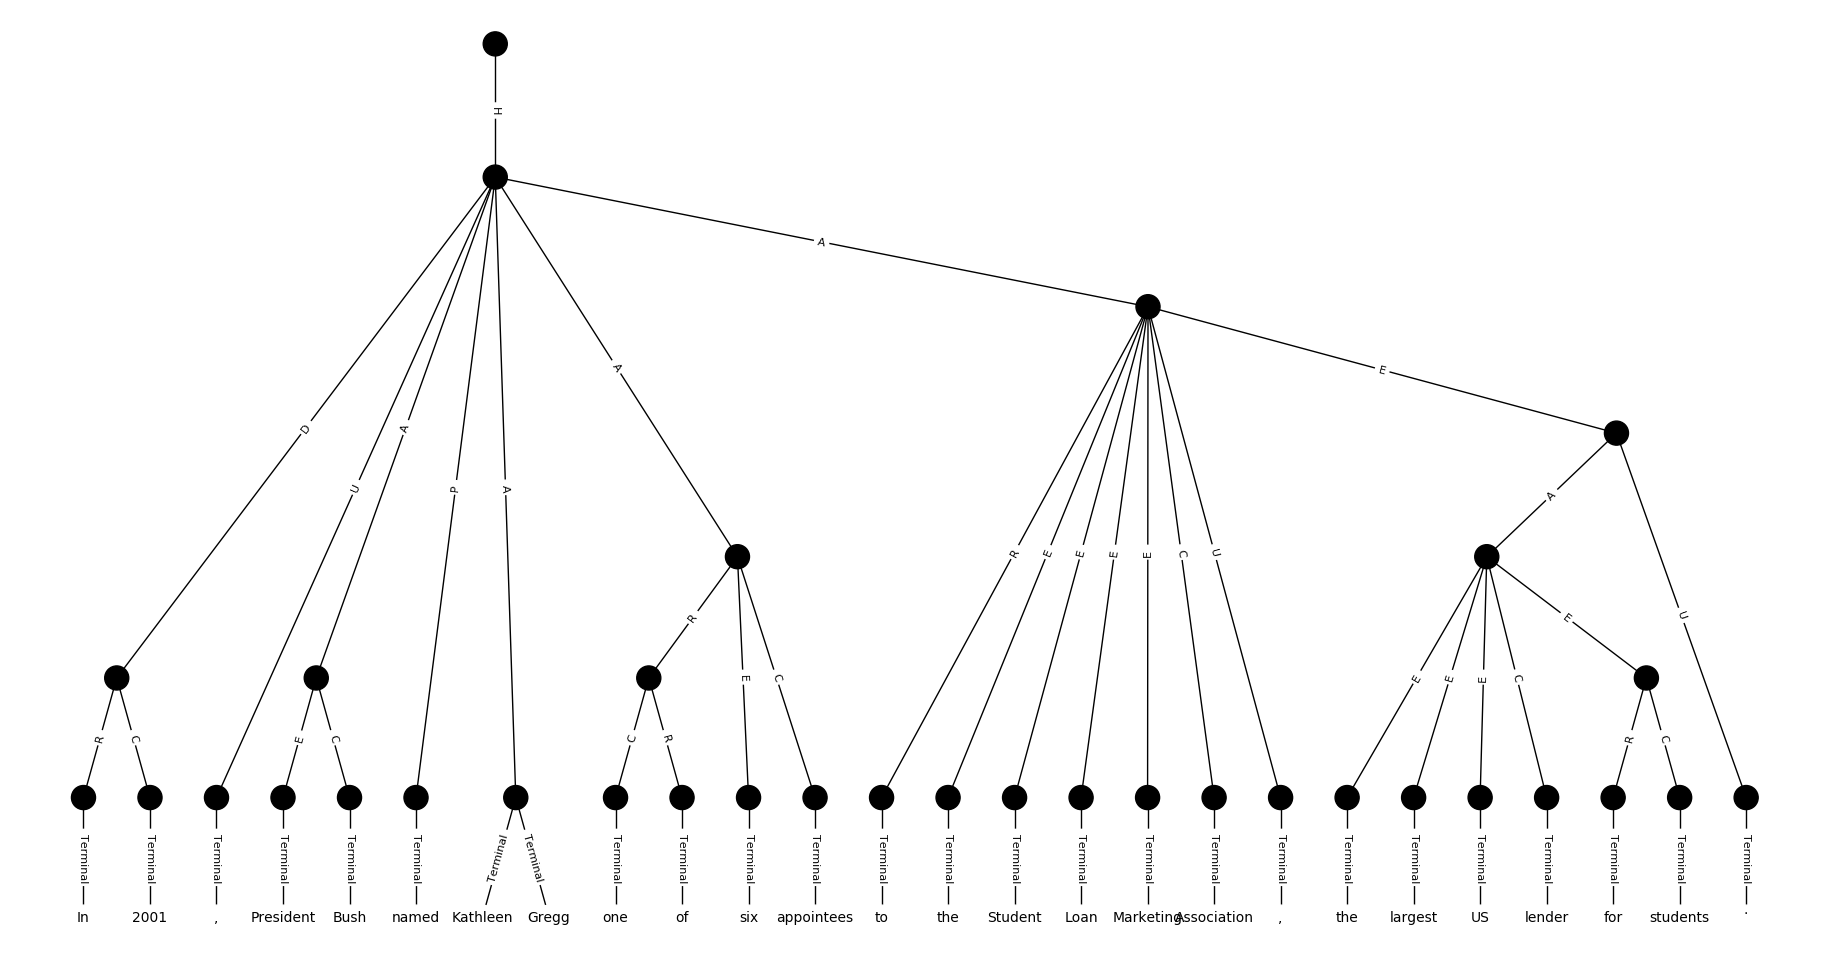 H
A
A
E
D
A
U
P
A
A
R
E
E
E
E
C
U
R
U
E
E
C
E
E
E
C
R
C
E
C
C
R
R
C
Terminal Terminal Terminal Terminal Terminal Terminal Terminal Terminal Terminal Terminal Terminal Terminal Terminal Terminal Terminal Terminal Terminal Terminal Terminal Terminal Terminal Terminal Terminal Terminal Terminal Terminal Terminal
In 2001 , President Bush named Kathleen Gregg one of six appointees to the Student Loan Marketing Association , the largest US lender for students .